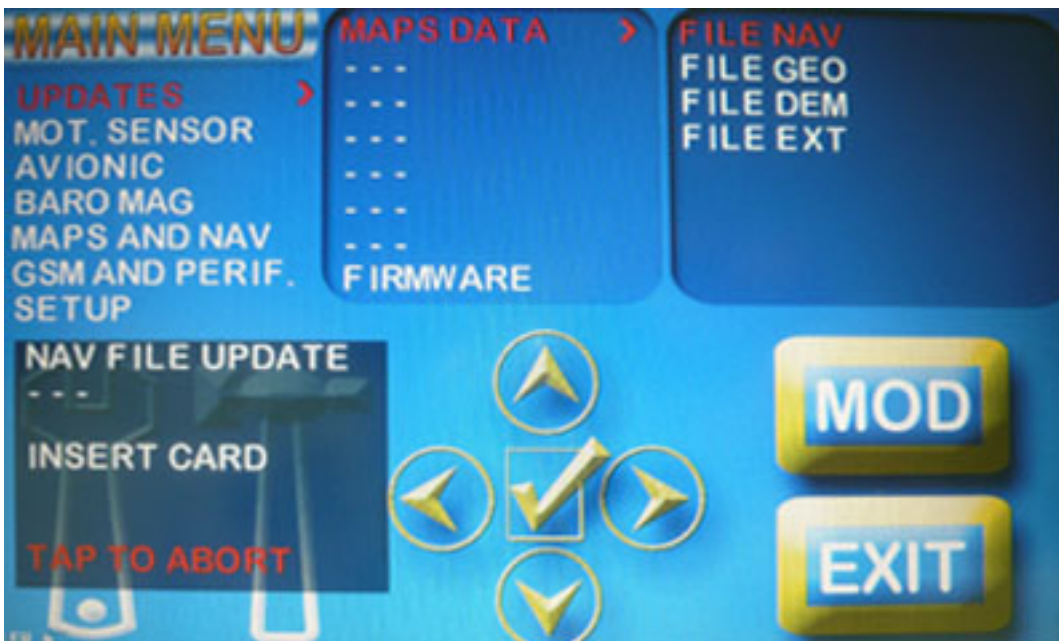 MAIN MENU
UPDATES >
MOT. SENSOR
AVIONIC
BARO MAG
MAPS AND NAV
GSM AND PERIF.
SETUP
MAPS DATA >
- - -
- - -
- - -
- - -
- - -
- - -
FIRMWARE
FILE NAV
FILE GEO
FILE DEM
FILE EXT
NAV FILE UPDATE
- - -
INSERT CARD
TAP TO ABORT
MOD
EXIT